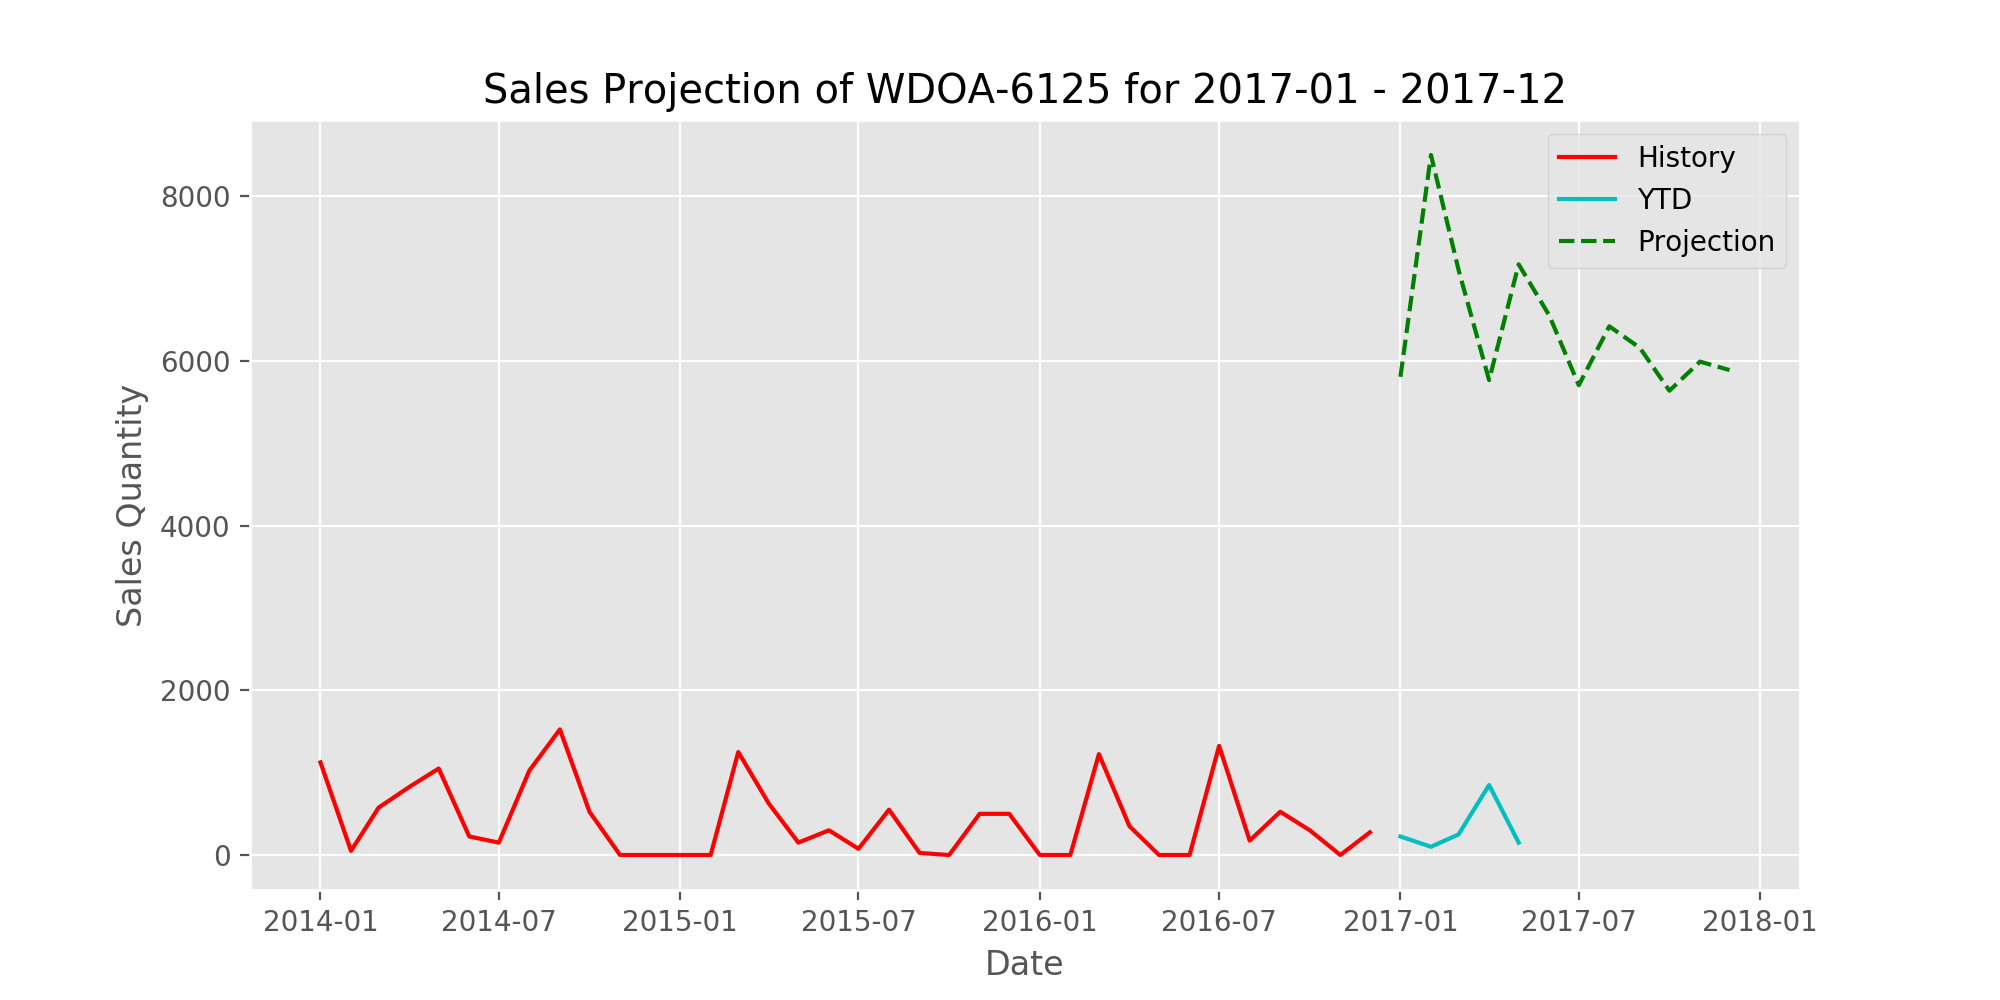 Sales Projection of WDOA-6125 for 2017-01 - 2017-12
History
YTD
Projection
8000
6000
4000
2000
0
Sales Quantity
2014-01
2014-07
2015-01
2015-07
2016-01
2016-07
2017-01
2017-07
2018-01
Date